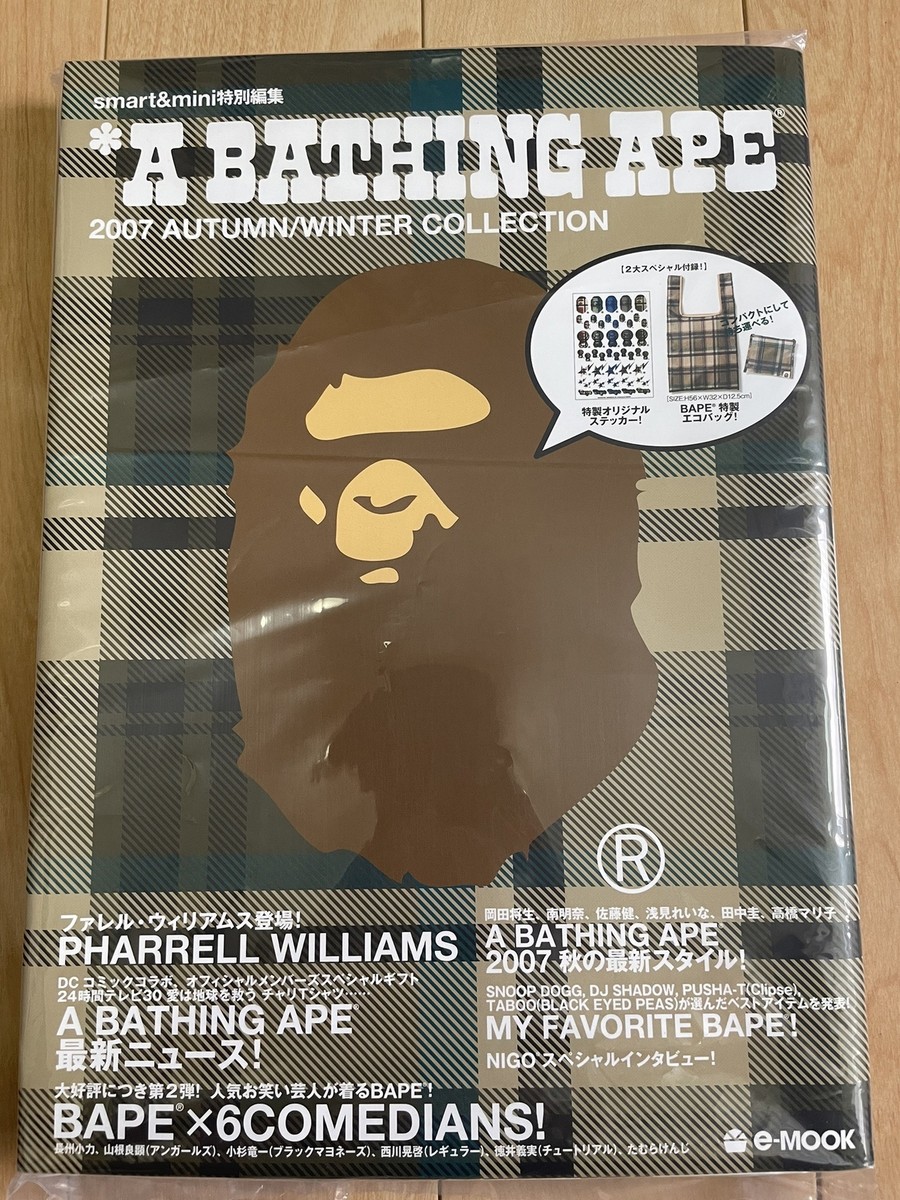 smart&mini特別編集
*A BATHING APE®
2007 AUTUMN/WINTER COLLECTION
【2大スペシャル付録!】
コンパクトにして
持ち運べる!
[SIZE:H56×W32×D12.5cm]
特製オリジナル
ステッカー!
BAPE®特製
エコバッグ!
®
ファレル・ウィリアムス登場!
PHARRELL WILLIAMS
DCコミックコラボ、オフィシャルメンバーズスペシャルギフト
24時間テレビ30 愛は地球を救う チャリTシャツ……
A BATHING APE®
最新ニュース!
大好評につき第2弾! 人気お笑い芸人が着るBAPE®!
BAPE®×6COMEDIANS!
長州小力、山根良顕(アンガールズ)、小杉竜一(ブラックマヨネーズ)、西川晃啓(レギュラー)、徳井義実(チュートリアル)、たむらけんじ
岡田将生、南明奈、佐藤健、浅見れいな、田中圭、高橋マリ子
A BATHING APE
2007 秋の最新スタイル!
SNOOP DOGG, DJ SHADOW, PUSHA-T(Clipse),
TABOO(BLACK EYED PEAS)が選んだベストアイテムを発表!
MY FAVORITE BAPE®!
NIGO®スペシャルインタビュー!
e-MOOK